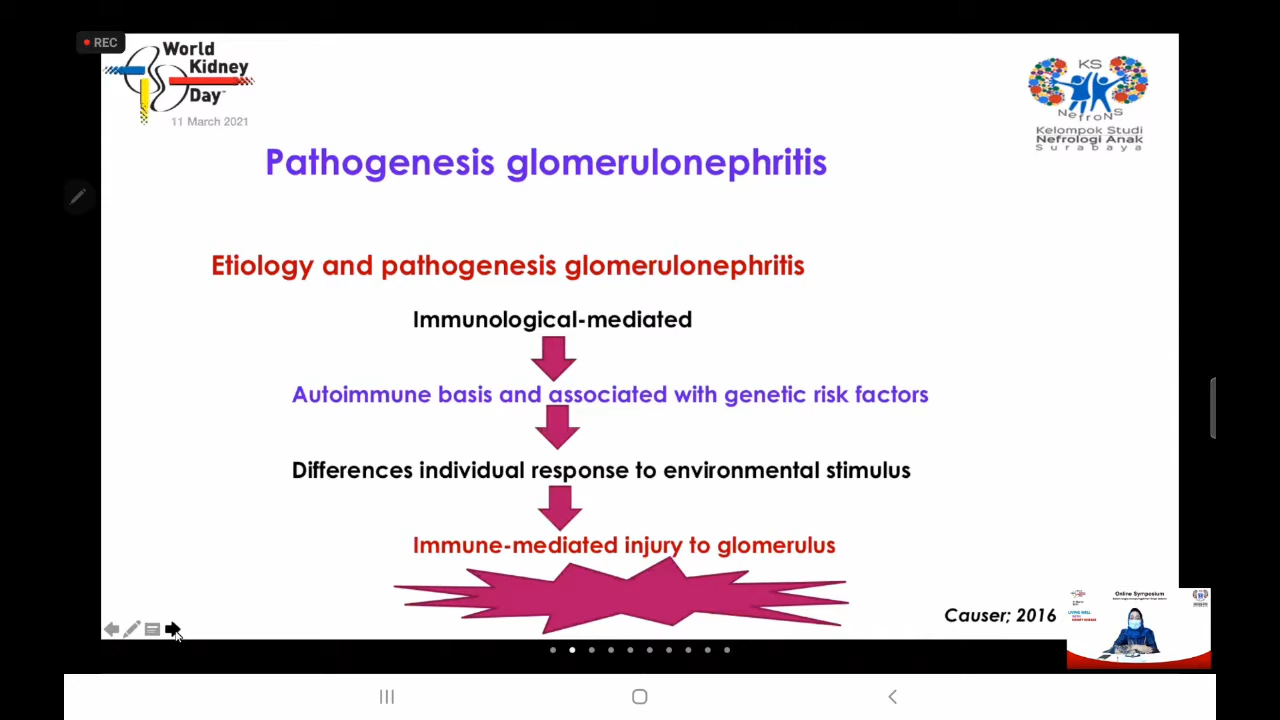 REC
World
Kidney
Day
11 March 2021
KS
NefroNS
Kelompok Studi
Nefrologi Anak
Surabaya
Pathogenesis glomerulonephritis
Etiology and pathogenesis glomerulonephritis
Immunological-mediated
Autoimmune basis and associated with genetic risk factors
Differences individual response to environmental stimulus
Immune-mediated injury to glomerulus
Causer; 2016
Online Symposium